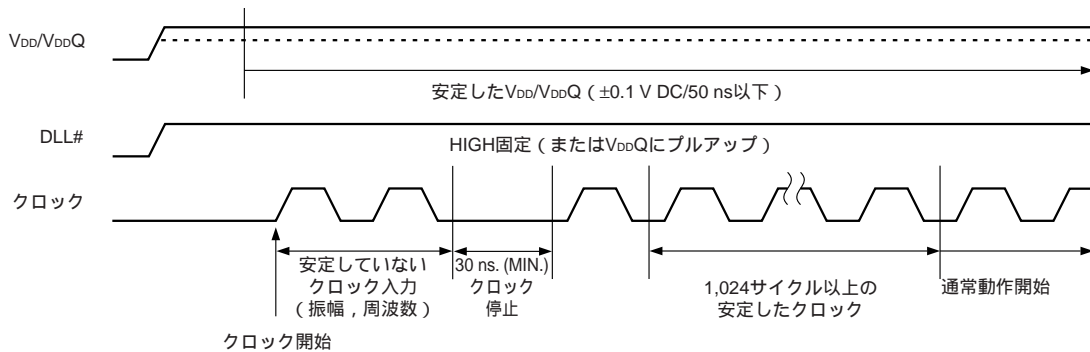 VDD/VDDQ
安定したVDD/VDDQ（±0.1 V DC/50 ns以下）
DLL#
HIGH固定（またはVDDQにプルアップ）
クロック
安定していない
クロック入力
（振幅，周波数）
30 ns. (MIN.)
クロック
停止
1,024サイクル以上の
安定したクロック
通常動作開始
クロック開始